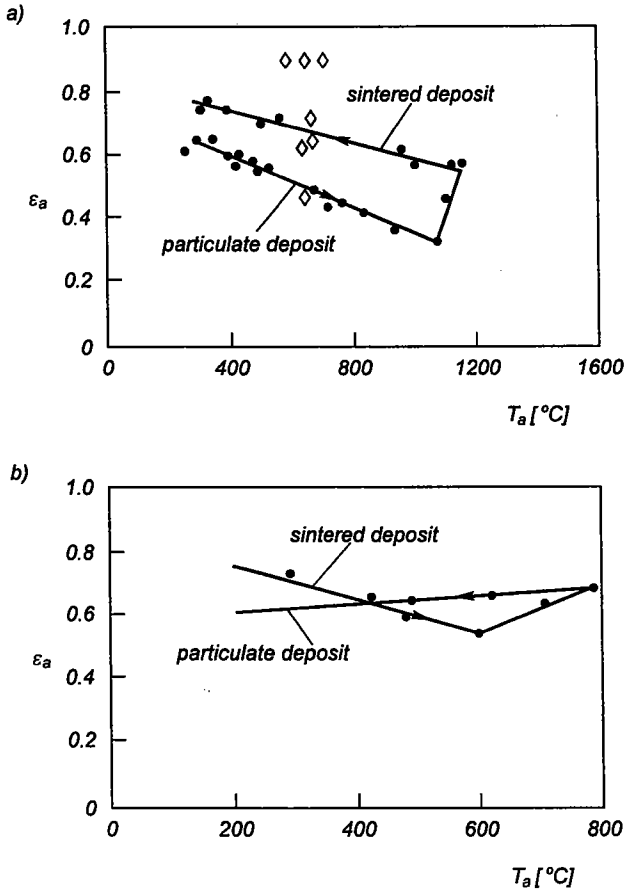 a)
1.0
0.8
0.6
εa
0.4
0.2
0
sintered deposit
particulate deposit
0 400 800 1200 1600
Ta [°C]
b)
1.0
0.8
0.6
εa
0.4
0.2
0
sintered deposit
particulate deposit
0 200 400 600 800
Ta [°C]